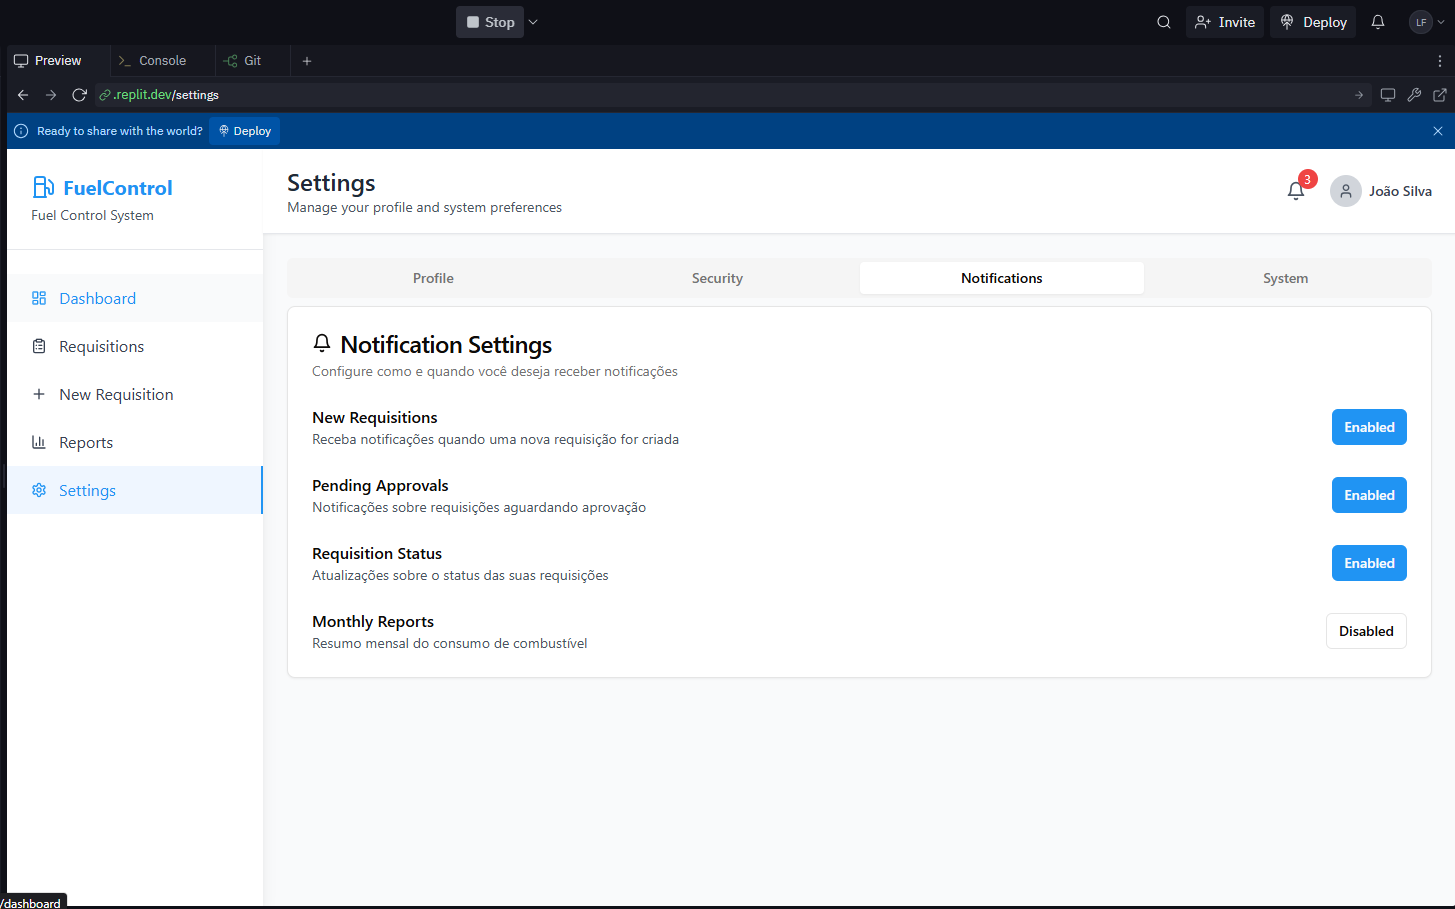 Stop
Invite
Deploy
LF
Preview
Console
Git
.replit.dev/settings
Ready to share with the world?
Deploy
FuelControl
Fuel Control System
Settings
Manage your profile and system preferences
3
João Silva
Dashboard
Requisitions
New Requisition
Reports
Settings
Profile
Security
Notifications
System
Notification Settings
Configure como e quando você deseja receber notificações
New Requisitions
Receba notificações quando uma nova requisição for criada
Enabled
Pending Approvals
Notificações sobre requisições aguardando aprovação
Enabled
Requisition Status
Atualizações sobre o status das suas requisições
Enabled
Monthly Reports
Resumo mensal do consumo de combustível
Disabled
/dashboard